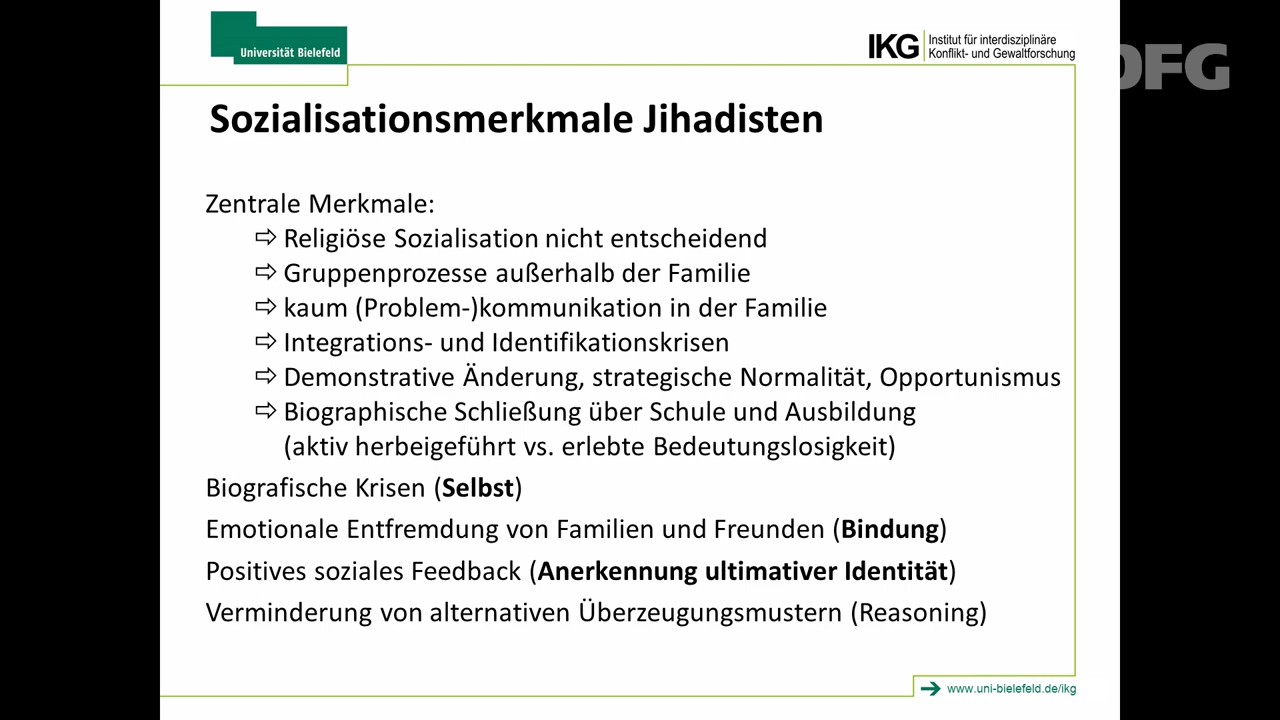 Universität Bielefeld
IKG Institut für interdisziplinäre
Konflikt- und Gewaltforschung
DFG
Sozialisationsmerkmale Jihadisten
Zentrale Merkmale:
⇨ Religiöse Sozialisation nicht entscheidend
⇨ Gruppenprozesse außerhalb der Familie
⇨ kaum (Problem-)kommunikation in der Familie
⇨ Integrations- und Identifikationskrisen
⇨ Demonstrative Änderung, strategische Normalität, Opportunismus
⇨ Biographische Schließung über Schule und Ausbildung
(aktiv herbeigeführt vs. erlebte Bedeutungslosigkeit)
Biografische Krisen (Selbst)
Emotionale Entfremdung von Familien und Freunden (Bindung)
Positives soziales Feedback (Anerkennung ultimativer Identität)
Verminderung von alternativen Überzeugungsmustern (Reasoning)
www.uni-bielefeld.de/ikg